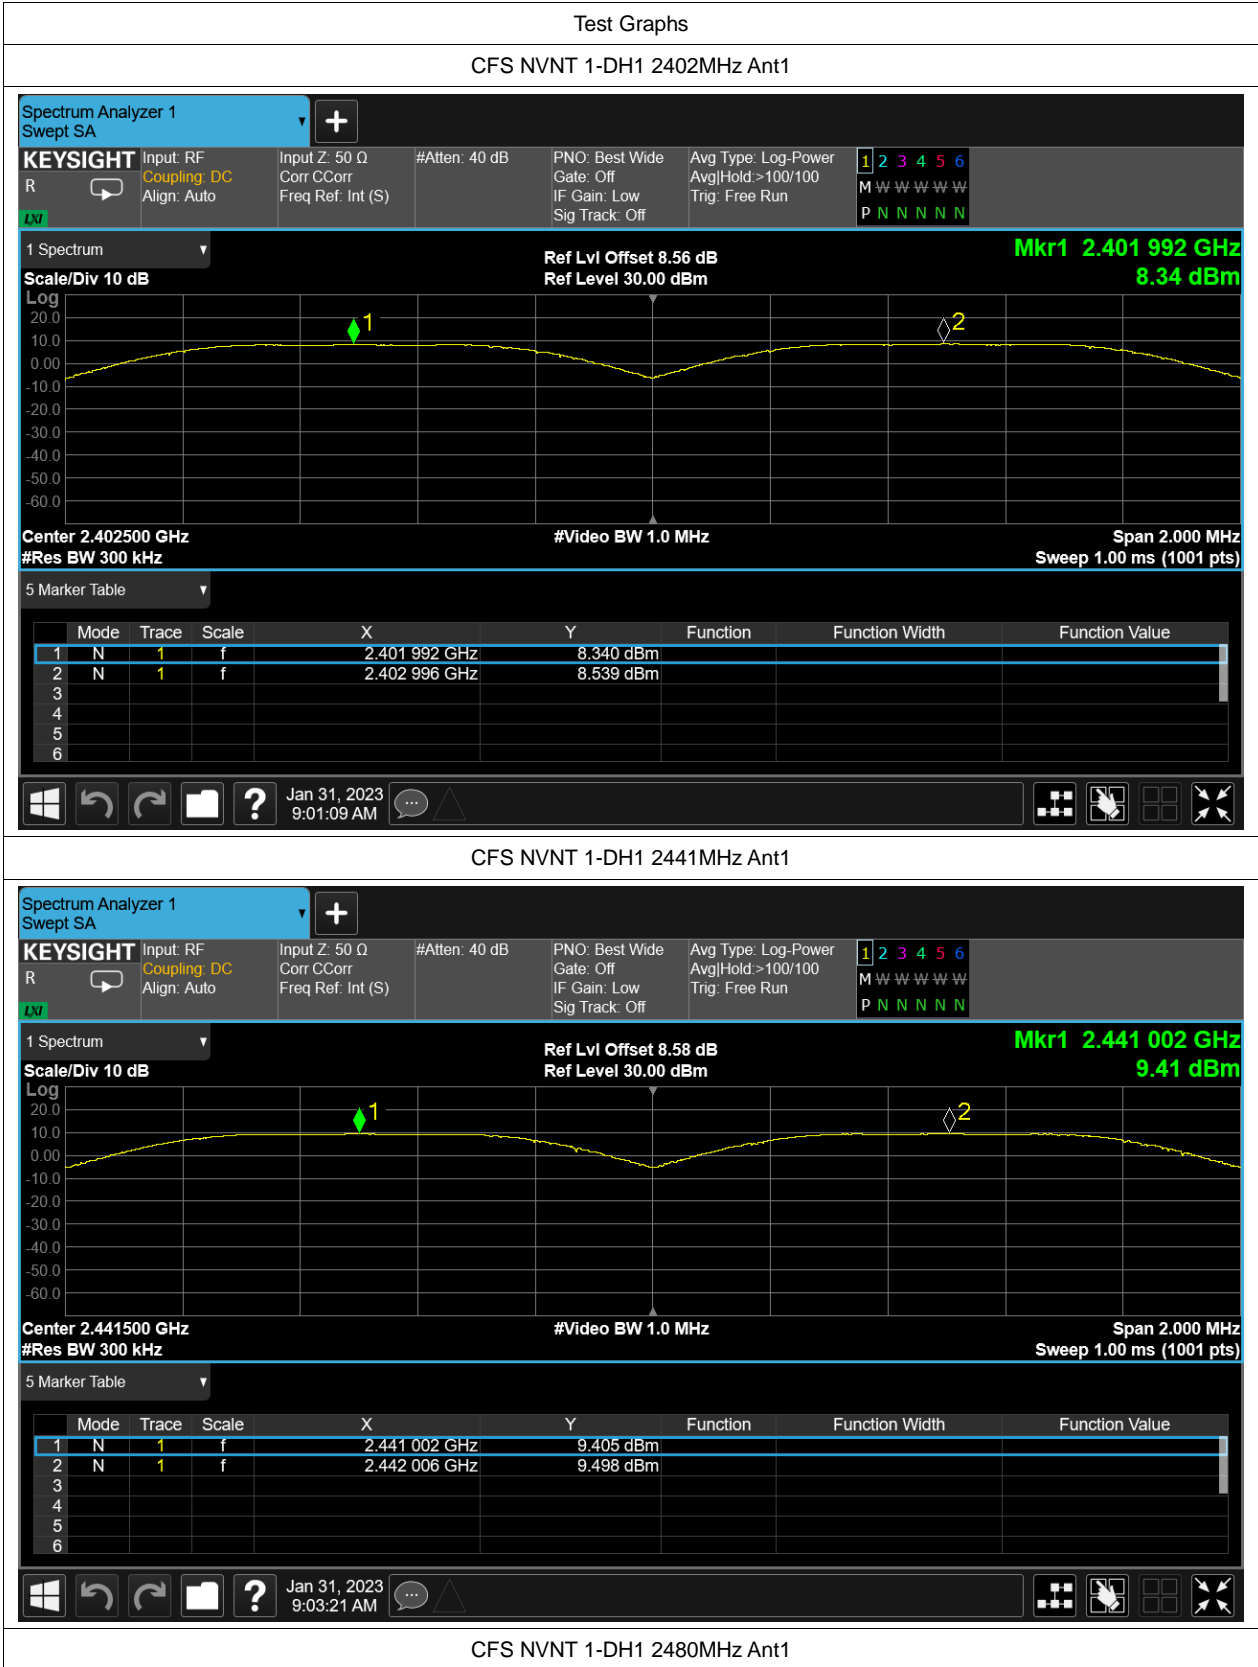 Test Graphs
CFS NVNT 1-DH1 2402MHz Ant1
Spectrum Analyzer 1
Swept SA
KEYSIGHT
R
LXI
Input: RF
Coupling: DC
Align: Auto
Input Z: 50 Ω
Corr CCorr
Freq Ref: Int (S)
#Atten: 40 dB
PNO: Best Wide
Gate: Off
IF Gain: Low
Sig Track: Off
Avg Type: Log-Power
Avg|Hold:>100/100
Trig: Free Run
1 2 3 4 5 6
M W W W W W
P N N N N N
1 Spectrum
Scale/Div 10 dB
Ref Lvl Offset 8.56 dB
Ref Level 30.00 dBm
Mkr1 2.401 992 GHz
8.34 dBm
Log
20.0
10.0
0.00
-10.0
-20.0
-30.0
-40.0
-50.0
-60.0
1
2
Center 2.402500 GHz
#Res BW 300 kHz
#Video BW 1.0 MHz
Span 2.000 MHz
Sweep 1.00 ms (1001 pts)
5 Marker Table
Mode Trace Scale X Y Function Function Width Function Value
1 N 1 f 2.401 992 GHz 8.340 dBm
2 N 1 f 2.402 996 GHz 8.539 dBm
3
4
5
6
?
Jan 31, 2023
9:01:09 AM
CFS NVNT 1-DH1 2441MHz Ant1
Spectrum Analyzer 1
Swept SA
KEYSIGHT
R
LXI
Input: RF
Coupling: DC
Align: Auto
Input Z: 50 Ω
Corr CCorr
Freq Ref: Int (S)
#Atten: 40 dB
PNO: Best Wide
Gate: Off
IF Gain: Low
Sig Track: Off
Avg Type: Log-Power
Avg|Hold:>100/100
Trig: Free Run
1 2 3 4 5 6
M W W W W W
P N N N N N
1 Spectrum
Scale/Div 10 dB
Ref Lvl Offset 8.58 dB
Ref Level 30.00 dBm
Mkr1 2.441 002 GHz
9.41 dBm
Log
20.0
10.0
0.00
-10.0
-20.0
-30.0
-40.0
-50.0
-60.0
1
2
Center 2.441500 GHz
#Res BW 300 kHz
#Video BW 1.0 MHz
Span 2.000 MHz
Sweep 1.00 ms (1001 pts)
5 Marker Table
Mode Trace Scale X Y Function Function Width Function Value
1 N 1 f 2.441 002 GHz 9.405 dBm
2 N 1 f 2.442 006 GHz 9.498 dBm
3
4
5
6
?
Jan 31, 2023
9:03:21 AM
CFS NVNT 1-DH1 2480MHz Ant1